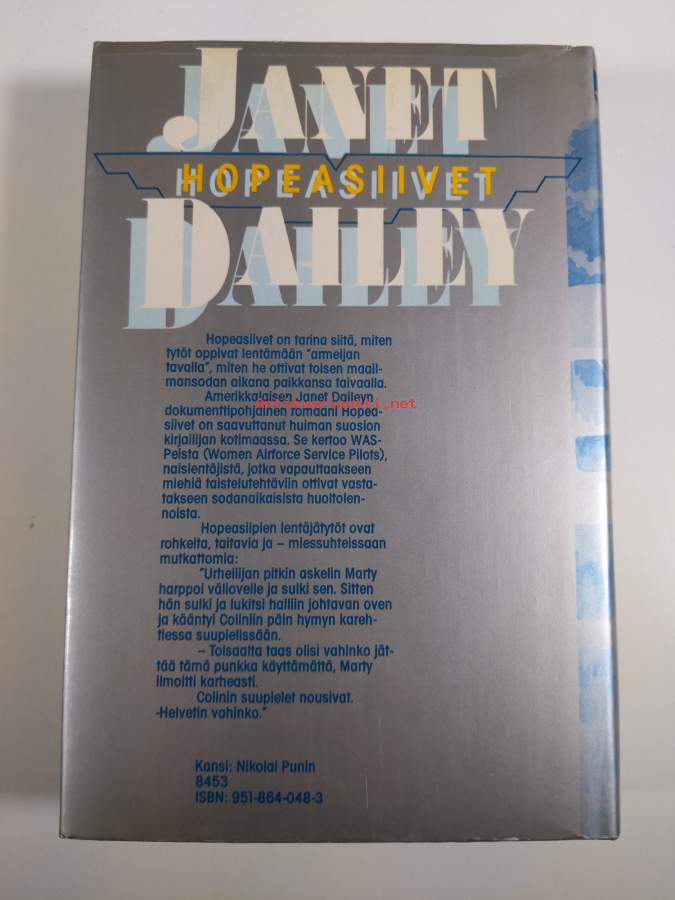 JANET
HOPEASIIVET
DAILEY
Hopeasiivet on tarina siitä, miten
tytöt oppivat lentämään "armeijan
tavalla", miten he ottivat toisen maail-
mansodan aikana paikkansa taivaalla.
Amerikkalaisen Janet Daileyn
dokumenttipohjainen romaani Hopea-
siivet on saavuttanut huiman suosion
kirjailijan kotimaassa. Se kertoo WAS-
Peista (Women Airforce Service Pilots),
naislentäjistä, jotka vapauttaakseen
miehiä taistelutehtäviin ottivat vasta-
takseen sodanaikaisista huoltolen-
noista.
Hopeasiipien lentäjätytöt ovat
rohkeita, taitavia ja – miessuhteissaan
mutkattomia:
"Urheilijan pitkin askelin Marty
harppoi väliovelle ja sulki sen. Sitten
hän sulki ja lukitsi halliin johtavan oven
ja kääntyi Coliniin päin hymyn kareh-
tiessa suupielissään.
– Toisaalta taas olisi vahinko jät-
tää tämä punkka käyttämättä, Marty
ilmoitti karheasti.
Colinin suupielet nousivat.
-Helvetin vahinko."
Kansi: Nikolai Punin
8453
ISBN: 951-864-048-3